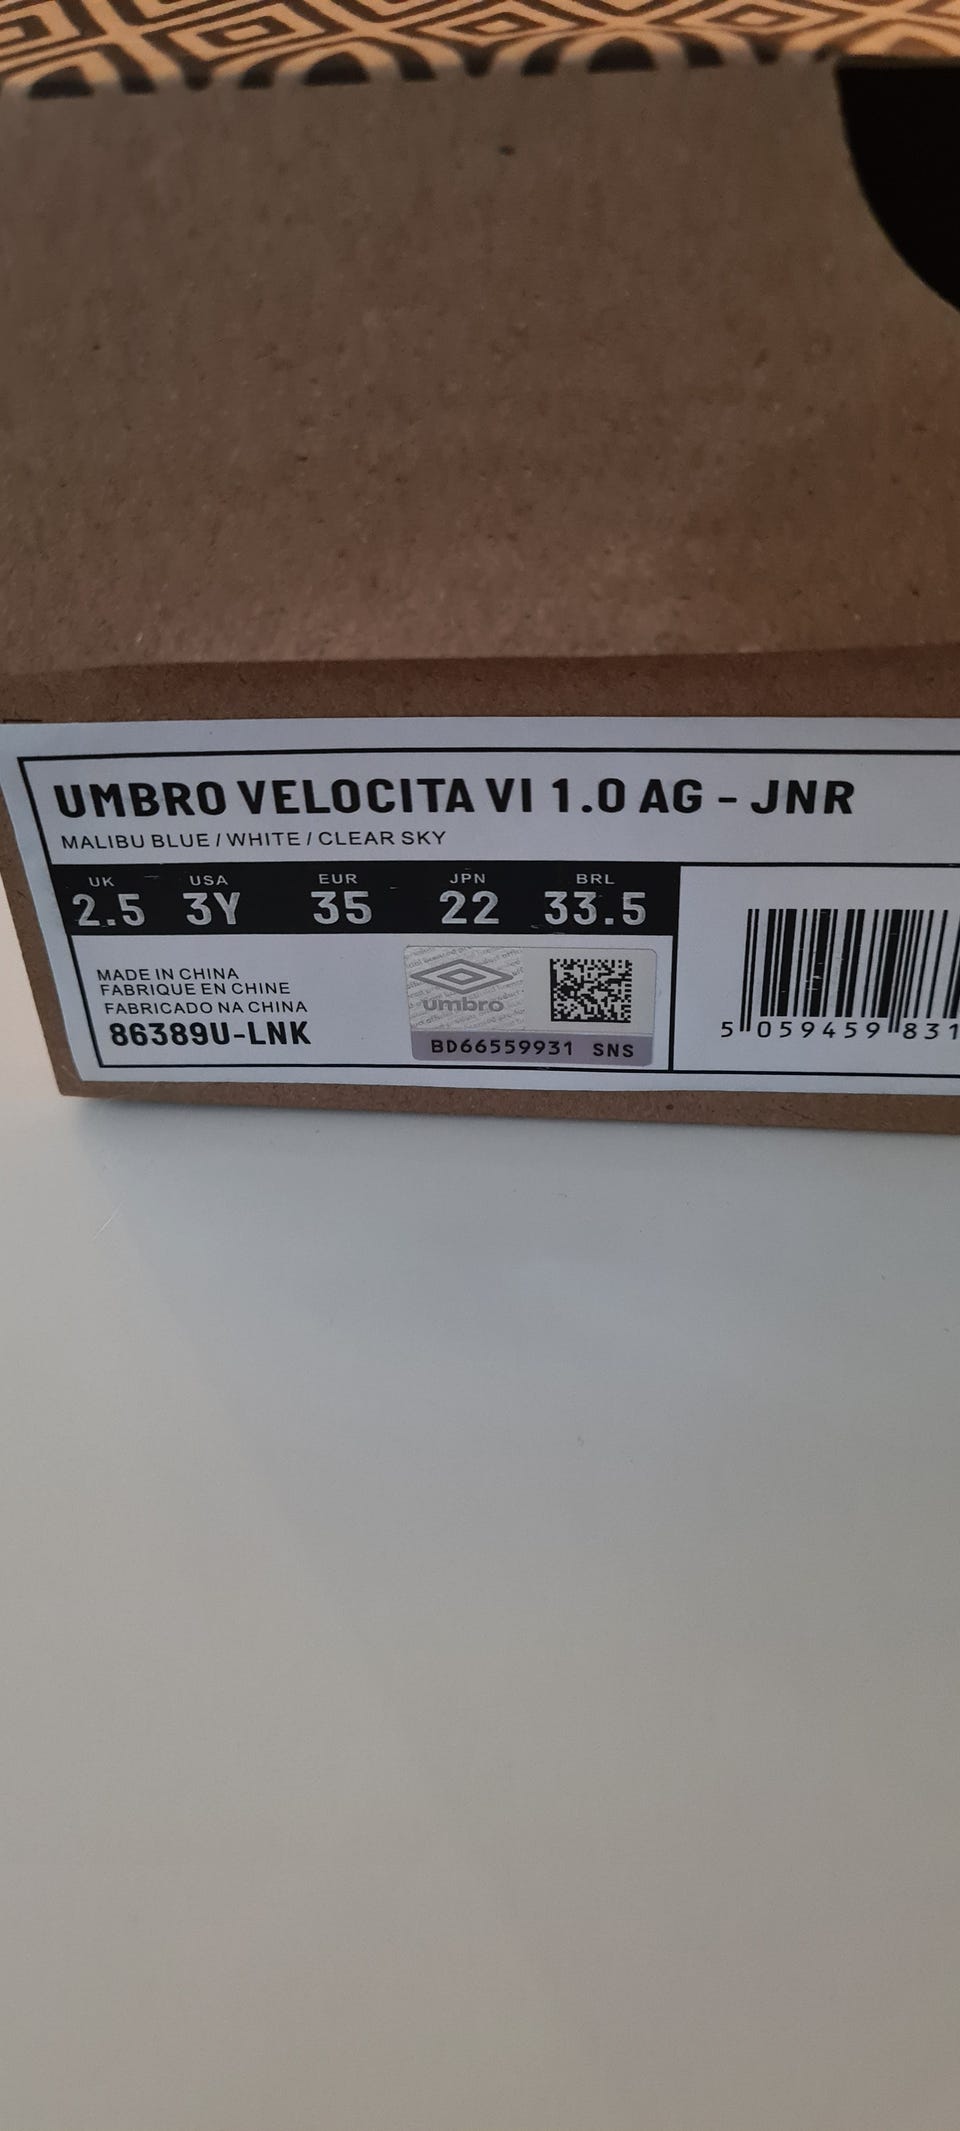 UMBRO VELOCITA VI 1.0 AG - JNR
MALIBU BLUE / WHITE / CLEAR SKY
UK USA EUR JPN BRL
2.5 3Y 35 22 33.5
MADE IN CHINA
FABRIQUE EN CHINE
FABRICADO NA CHINA
86389U-LNK
umbro
BD66559931 SNS
5 059459 831